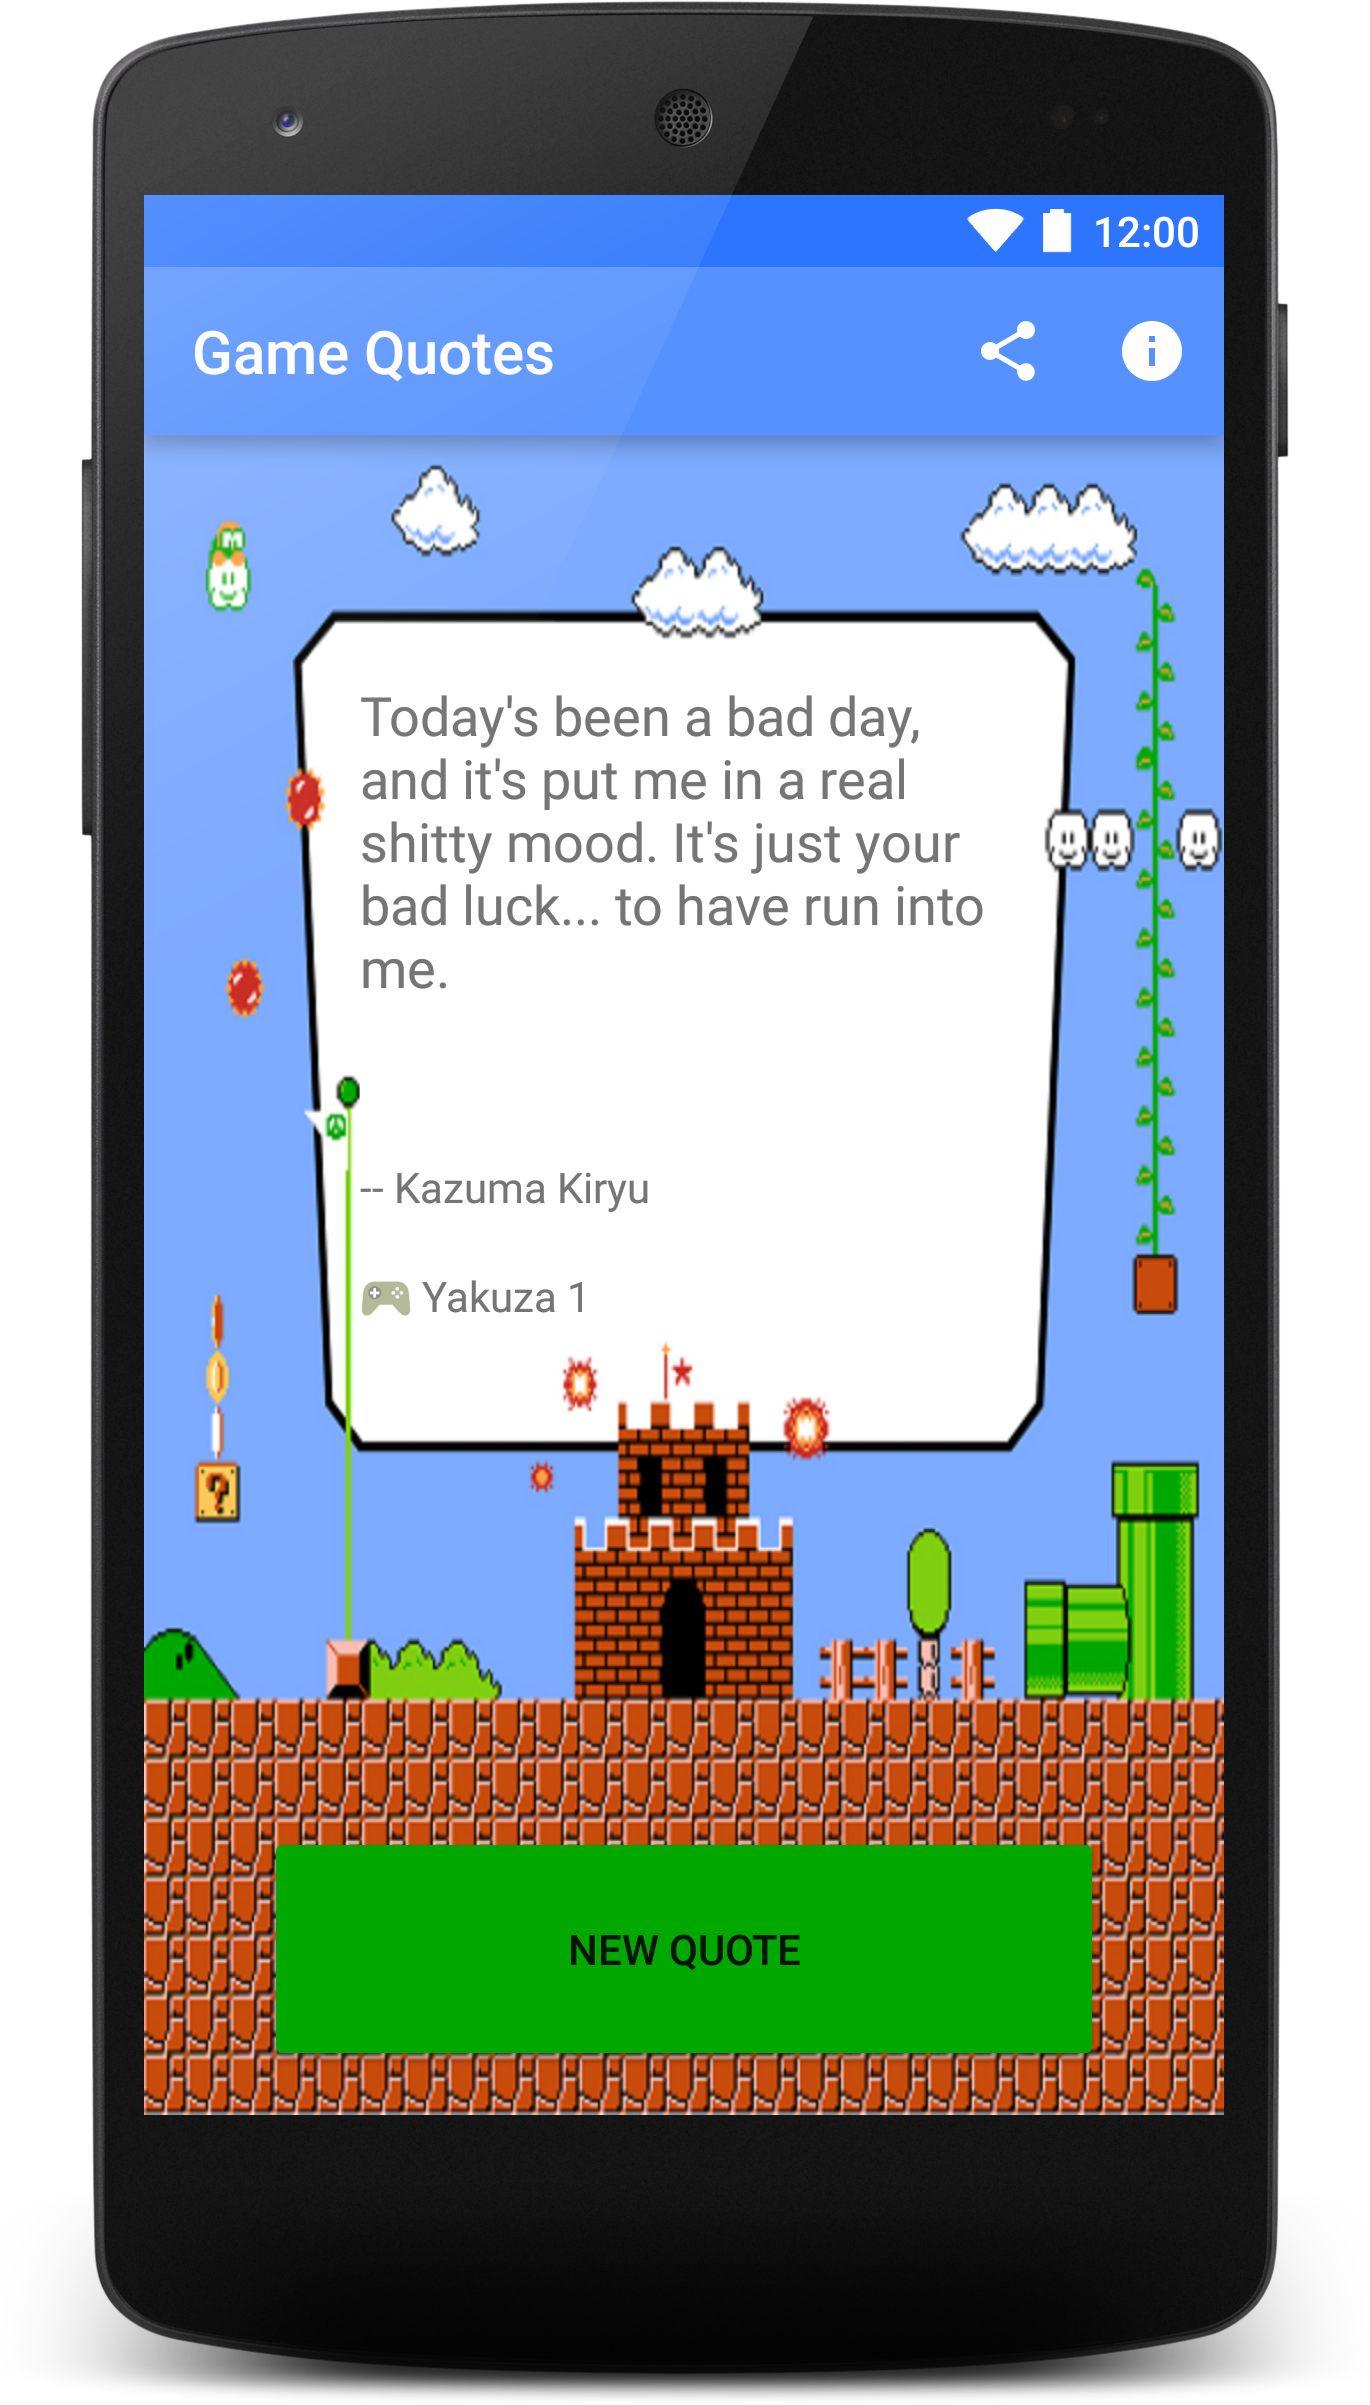 12:00
Game Quotes
Today's been a bad day,
and it's put me in a real
shitty mood. It's just your
bad luck... to have run into
me.
-- Kazuma Kiryu
Yakuza 1
?
NEW QUOTE